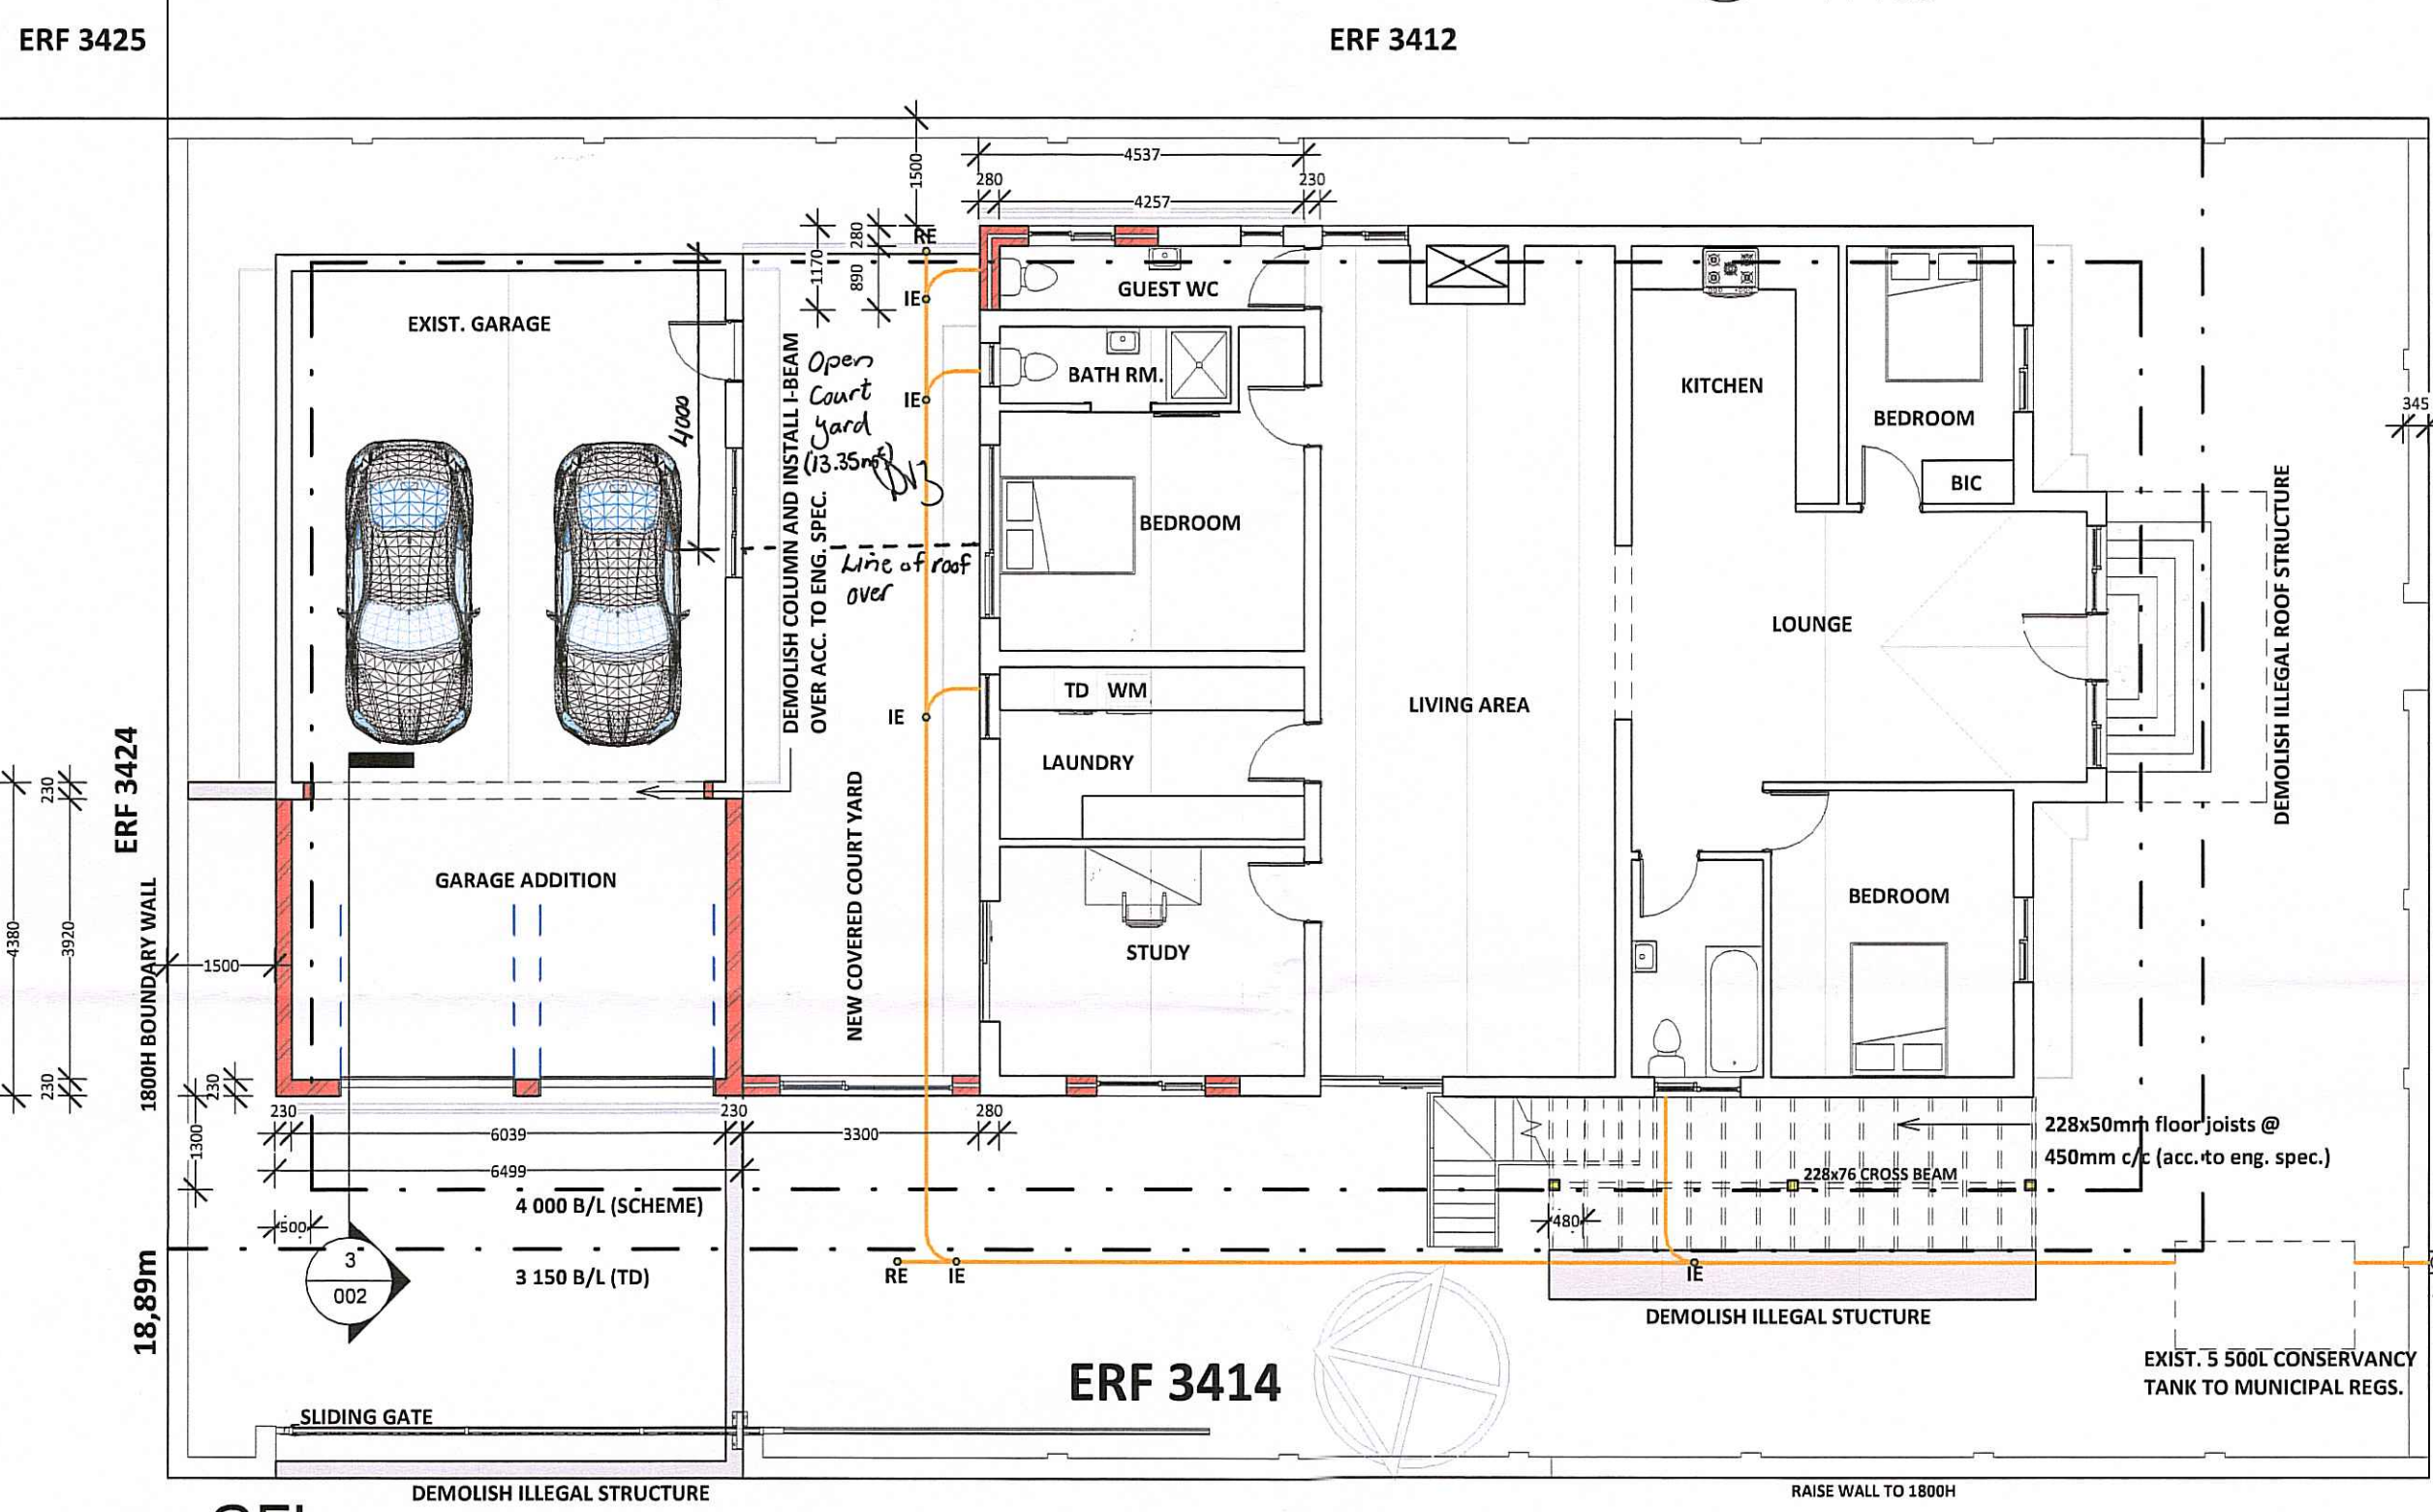 ERF 3425
ERF 3412
4537
280
230
4257
1500
280
1170
890
RE
IE
GUEST WC
EXIST. GARAGE
BATH RM.
KITCHEN
BEDROOM
BIC
345
4000
DEMOLISH COLUMN AND INSTALL I-BEAM
OVER ACC. TO ENG. SPEC.
Open
Court
yard
(13.35m²)
IE
BEDROOM
Line of roof
over
LOUNGE
DEMOLISH ILLEGAL ROOF STRUCTURE
TD WM
IE
LIVING AREA
LAUNDRY
ERF 3424
230
230
4380
3920
GARAGE ADDITION
NEW COVERED COURT YARD
BEDROOM
STUDY
1800H BOUNDARY WALL
1500
230
230
230
230
280
1300
6039
3300
6499
228x50mm floor joists @
450mm c/c (acc. to eng. spec.)
228x76 CROSS BEAM
4 000 B/L (SCHEME)
500
480
3
002
3 150 B/L (TD)
RE
IE
IE
18,89m
DEMOLISH ILLEGAL STUCTURE
ERF 3414
EXIST. 5 500L CONSERVANCY
TANK TO MUNICIPAL REGS.
SLIDING GATE
DEMOLISH ILLEGAL STRUCTURE
RAISE WALL TO 1800H